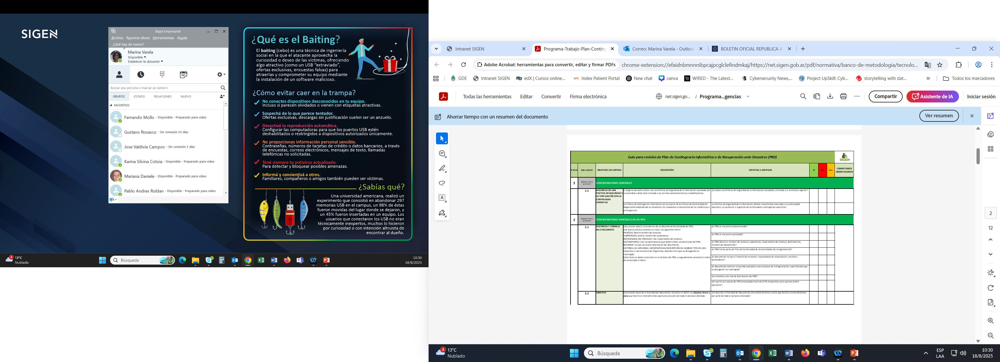 SIGEN
Skype Empresarial
Archivo Reunirse ahora Herramientas Ayuda
¿Qué hay de nuevo?
Marina Varela
Disponible
Establecer la ubicación
Buscar una persona o marcar un número
GRUPOS ESTADO RELACIONES NUEVO
FAVORITOS
Fernando Mollo - Disponible - Preparado para video
Gustavo Rosasco - Sin conexión 53 días
Jose Valdivia Campos - Sin conexión 3 días
Karina Silvina Cotoia - Disponible - Preparado para video
Mariana Daniele - Disponible - Preparado para video
Pablo Andres Roldan - Disponible - Preparado para video
¿Qué es el Baiting?
El baiting (cebo) es una técnica de ingeniería
social en la que el atacante aprovecha la
curiosidad o deseo de las víctimas, ofreciendo
algo atractivo (como un USB “extraviado”,
ofertas exclusivas, encuestas falsas) para
atraerlas y comprometer su equipo mediante
la instalación de un software malicioso.
¿Cómo evitar caer en la trampa?
No conectes dispositivos desconocidos en tu equipo.
Incluso si parecen olvidados o vienen con etiquetas atractivas.
Sospechá de lo que parece tentador.
Ofertas exclusivas, descargas sin justificación suelen ser un anzuelo.
Desactivá la reproducción automática.
Configurar las computadoras para que los puertos USB estén
deshabilitados o restringidos a dispositivos autorizados únicamente.
No proporciones información personal sensible.
Contraseñas, números de tarjetas de crédito o datos bancarios, a través
de encuestas, correos electrónicos, mensajes de texto, llamadas
telefónicas no solicitadas.
Tené siempre tu antivirus actualizado.
Para detectar y bloquear posibles amenazas.
Informá y concientizá a otros.
Familiares, compañeros o amigos también pueden ser víctimas.
¿Sabías qué?
Una universidad americana, realizó un
experimento que consistió en abandonar 297
memorias USB en el campus, un 98% de éstas
fueron movidas del lugar donde se dejaron, y
un 45% fueron insertadas en un equipo. Los
usuarios que conectaron los USB no eran
técnicamente inexpertos, muchos lo hicieron
por curiosidad o con intención altruista de
encontrar al dueño.
4
13°C
Nublado
Búsqueda
10:30
18/8/2025
Intranet SIGEN
Programa-Trabajo-Plan-Conting
Correo: Marina Varela - Outlook
BOLETIN OFICIAL REPUBLICA A
Adobe Acrobat: herramientas para convertir, editar y firmar PDFs
chrome-extension://efaidnbmnnnibpcajpcglclefindmkaj/https://net.sigen.gob.ar/pdf/normativa/banco-de-metodologia/tecnolo...
GDE
Intranet SIGEN
edX | Cursos online...
Index Patient Portal
New chat
canva
WIRED - The Latest...
Cybersecurity News,...
Project UpSkill: Cyb...
storytelling with dat...
Todos los marcadores
Todas las herramientas Editar Convertir Firma electrónica
net.sigen.go... / Programa...gencias
Compartir
Asistente de IA
Iniciar sesión
Ahorrar tiempo con un resumen del documento
Ver resumen
Guía para revisión de Plan de Contingencia Informática o de Recuperación ante Desastres (PRD)
SIGEN
# Ctrol Sub-control OBJETIVOS DE CONTROL DESCRIPCIÓN ASPECTOS A VERIFICAR SI COMENTARIOS
OBSERVACIONES
1 CONSIDERACIONES GENERALES
1.1
EXISTENCIA DE UNA
POLÍTICA DE SEGURIDAD Y
SU VINCULACIÓN CON LA
CONTINUIDAD
OPERATIVA
El Organismos debe contar con una Política de Seguridad de la Información aprobada por
la autoridad y debe estar alineada a las normas complementarias o modificatorias.
¿Se posee una Política de Seguridad de la Información aprobada y alineada a la normativa vigente?
Los Planes de Contingencia Informática son una parte de los Planes de Continuidad del
Negocio/Actividad donde se establecen las respuestas o tratamiento de las incidencias o
contingencias.
¿La Política de Seguridad de la Información detalla lineamientos asociados a la continuidad
operativa, en particular a la gestión de continuidad y contingencia operativa?
2 CONSIDERACIONES GENERALES DE UN PRD
2.1
EXISTENCIA Y VIGENCIA
DEL DOCUMENTO
Esta sección detalla la existencia de un documento formalizado del PRD.
Una buena práctica consiste en incluir los siguientes ítems:
PROCESO: detalla nombre del proceso.
SUBPROCESO: detalla nombre del subproceso.
RESPONSABLE DEL PROCESO: lista responsables del proceso.
DESTINATARIOS: lista los destinatarios que deben tomar conocimiento del PRD.
RESUMEN: incluye una breve descripción del documento.
HISTORIAL DE VERSIONES: VERSIÓN/FECHA/DESCRIPCIÓN DE CAMBIO/ TIPO DE USO:
especifica el uso exclusivo del Organismo, dejando claro que su divulgación es
restringida.
Estos ítems se deben presentar en la Carátula del PRD, y seguidamente presentar la tabla
de contenidos o índice.
¿El PRD se encuentra documentado?
¿El PRD se encuentra aprobado?
¿El PRD detalla el nombre del proceso, subproceso, responsables del proceso, destinatarios,
resumen del documento?
¿El PRD forma parte del Plan de Continuidad de las Actividades de la organización?
¿El documento incluye el historial de versiones, responsables de actualización, revisión y
aprobadores?
¿El documento contiene la leyenda asociada al uso exclusivo de la Organización, especificando que
su divulgación es restringida?
¿Se establece una lista de distribución del PRD?
¿Se cuenta con copias del PRD actualizadas fuera del CPD, disponibles para quiénes deben
ejecutarlo?
2.2
OBJETIVO
Esta sección describe la finalidad del documento. Consiste en definir un objetivo breve y
claro que facilite el entendimiento oportuno por parte de todo el personal afectado.
¿Se describe la finalidad del documento, de una forma breve y clara que facilite el entendimiento
por parte de todo el personal afectado?
2
12
4
13°C
Nublado
Búsqueda
ESP
LAA
10:30
18/8/2025